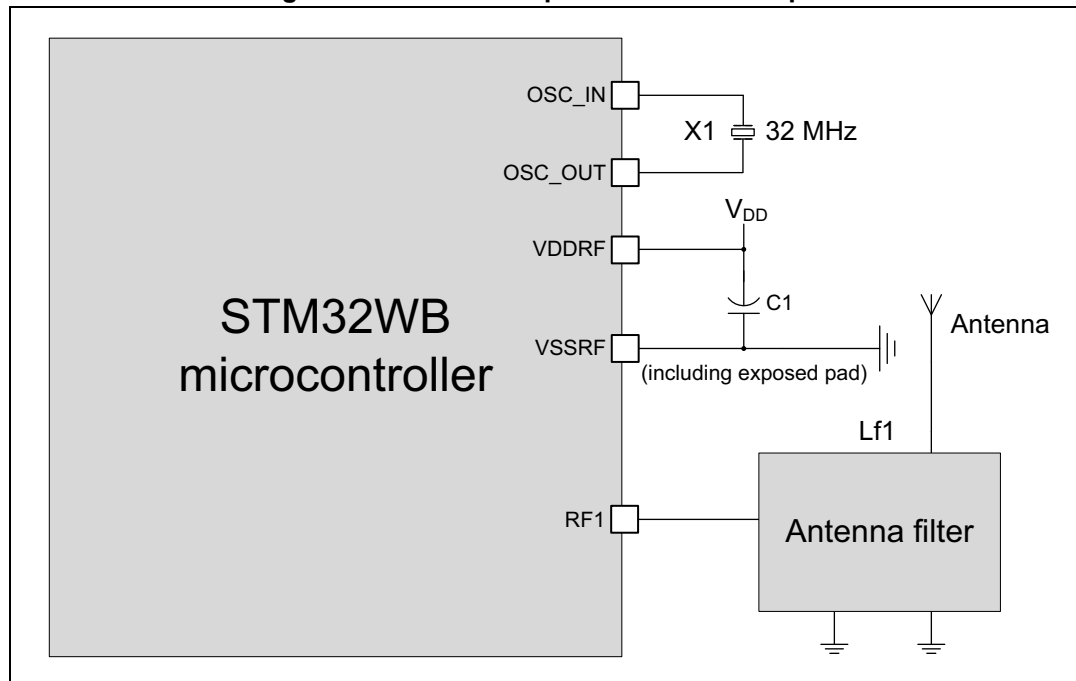 OSC_IN
X1 32 MHz
OSC_OUT
VDD
VDDRF
C1
STM32WB
microcontroller
VSSRF
(including exposed pad)
Antenna
Lf1
RF1
Antenna filter